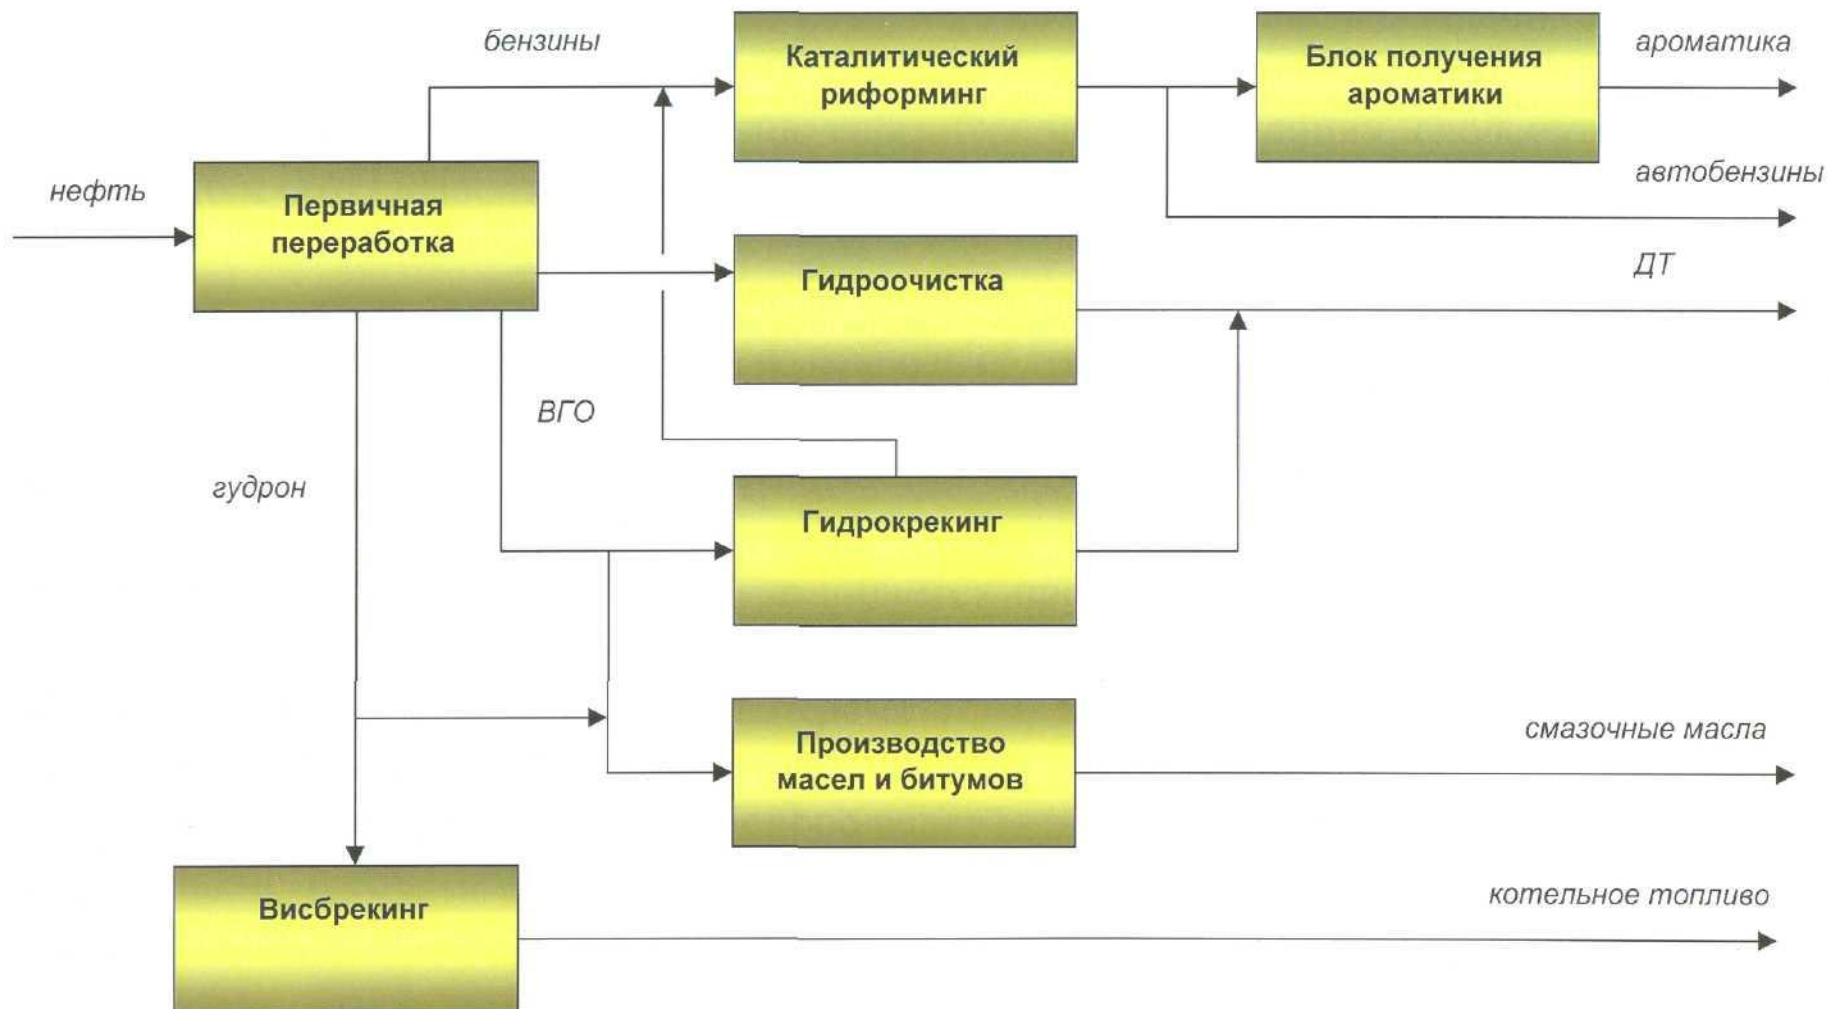 бензины
Каталитический
риформинг
Блок получения
ароматики
ароматика
автобензины
нефть
Первичная
переработка
Гидроочистка
ДТ
ВГО
гудрон
Гидрокрекинг
Производство
масел и битумов
смазочные масла
Висбрекинг
котельное топливо